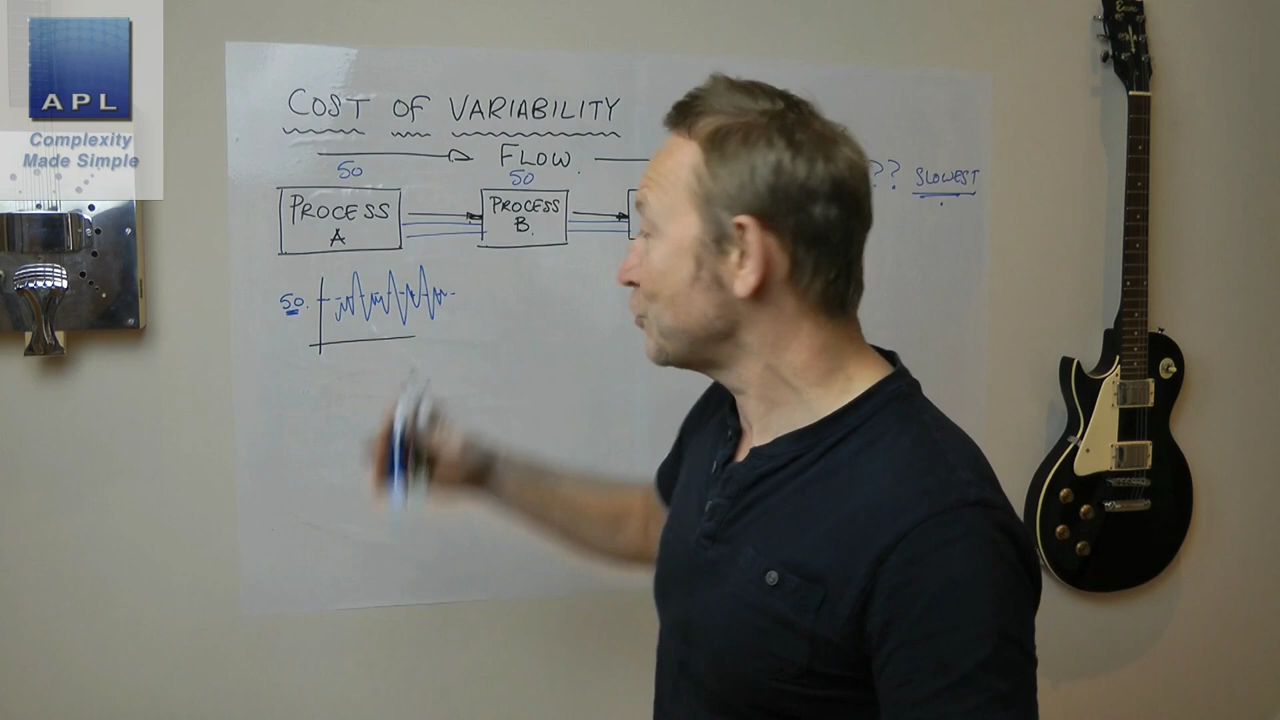 APL
Complexity
Made Simple
COST OF VARIABILITY
FLOW.
50
50
?? SLOWEST
PROCESS
A
PROCESS
B.
50.